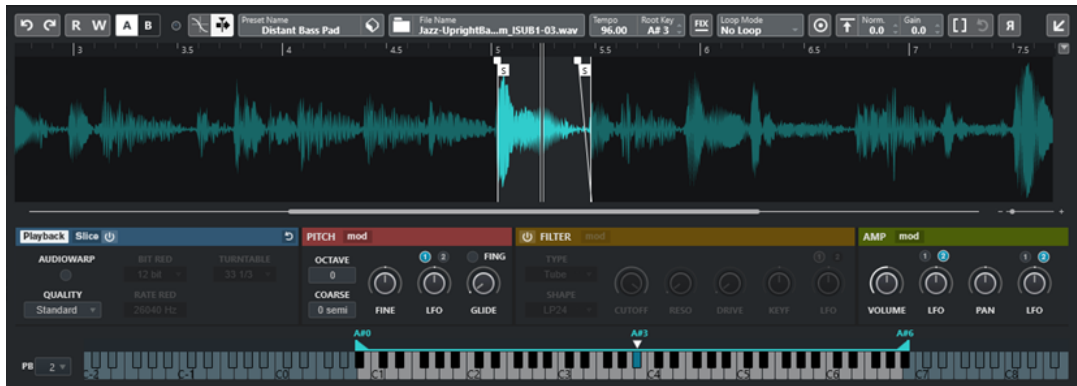 R W A B Preset Name Distant Bass Pad File Name Jazz-UprightBa...m_ISUB1-03.wav Tempo 96.00 Root Key A# 3 FIX Loop Mode No Loop Norm. 0.0 Gain 0.0 [ ] R
3 3.5 4 4.5 5 5.5 6 6.5 7 7.5
S S
Playback Slice PITCH mod FILTER mod AMP mod
AUDIOWARP BIT RED TURNTABLE OCTAVE 1 2 FING TYPE 1 2 1 2 1 2
12 bit 33 1/3 0 Tube
QUALITY RATE RED COARSE SHAPE
Standard 26040 Hz 0 semi FINE LFO GLIDE LP24 CUTOFF RESO DRIVE KEYF LFO VOLUME LFO PAN LFO
A#0 A#3 A#6
PB 2 C-2 C-1 C0 C1 C2 C3 C4 C5 C6 C7 C8